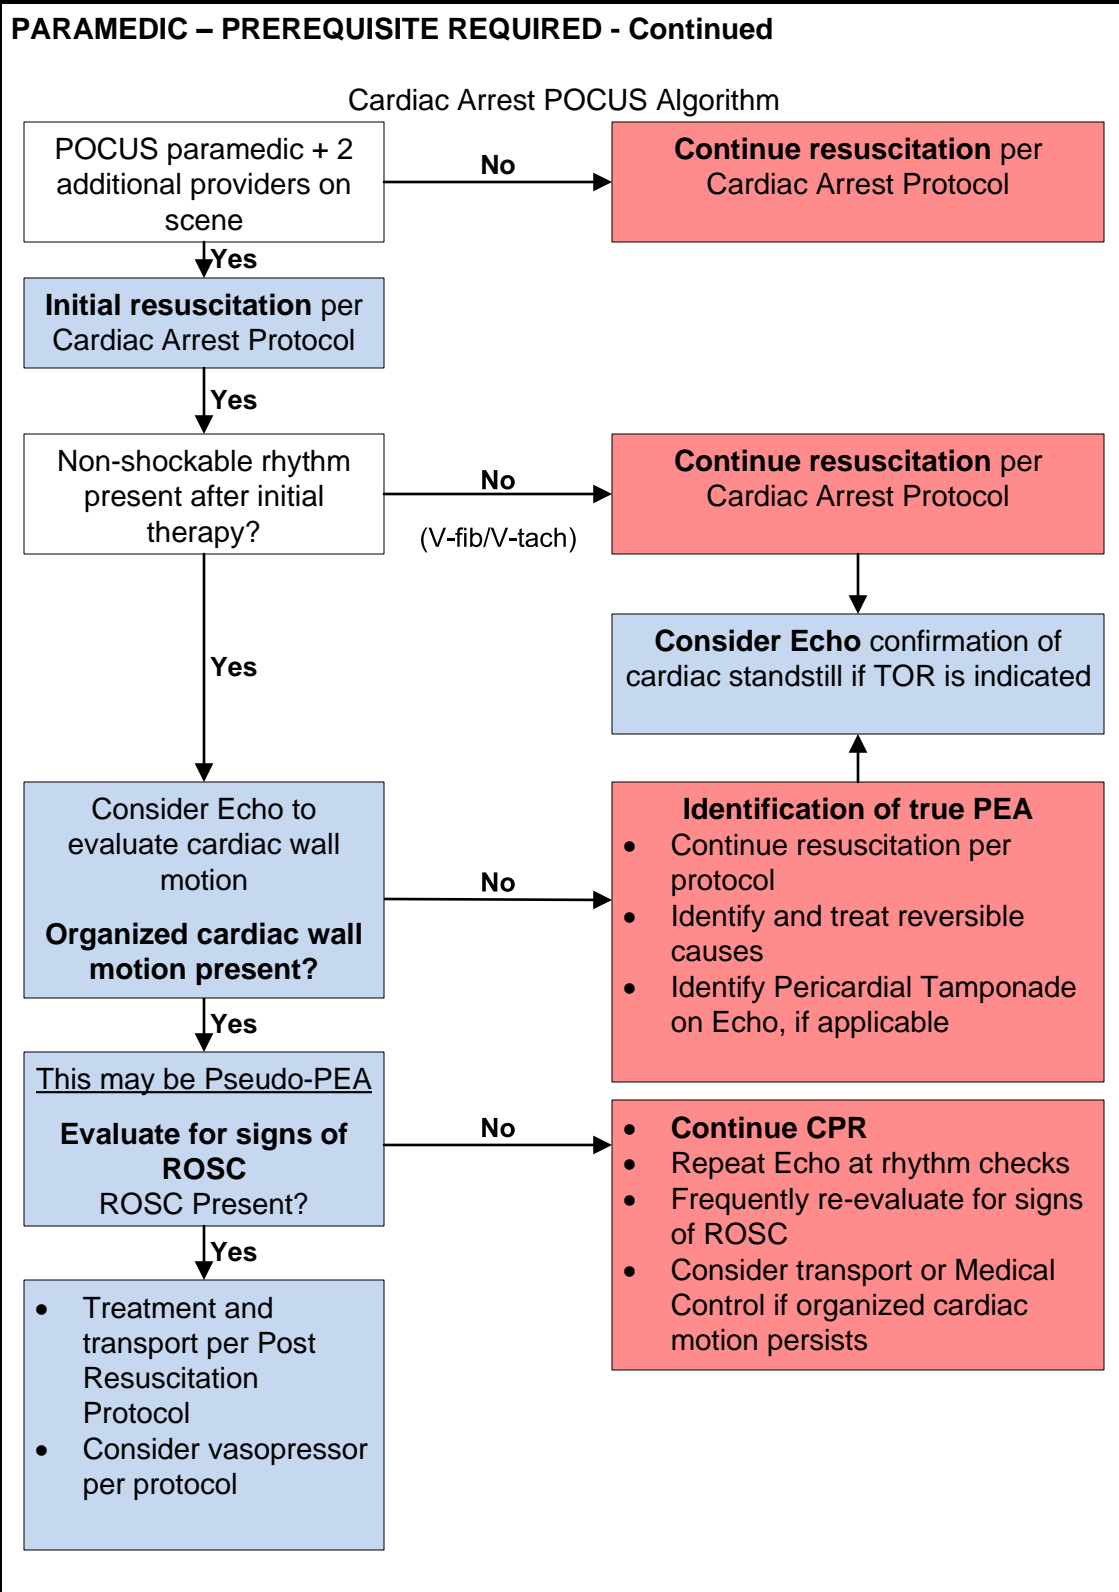 PARAMEDIC – PREREQUISITE REQUIRED - Continued
Cardiac Arrest POCUS Algorithm
POCUS paramedic + 2
additional providers on
scene
No
Continue resuscitation per
Cardiac Arrest Protocol
Yes
Initial resuscitation per
Cardiac Arrest Protocol
Yes
Non-shockable rhythm
present after initial
therapy?
No
(V-fib/V-tach)
Continue resuscitation per
Cardiac Arrest Protocol
Consider Echo confirmation of
cardiac standstill if TOR is indicated
Yes
Consider Echo to
evaluate cardiac wall
motion
Organized cardiac wall
motion present?
No
Identification of true PEA
• Continue resuscitation per
protocol
• Identify and treat reversible
causes
• Identify Pericardial Tamponade
on Echo, if applicable
Yes
This may be Pseudo-PEA
Evaluate for signs of
ROSC
ROSC Present?
No
• Continue CPR
• Repeat Echo at rhythm checks
• Frequently re-evaluate for signs
of ROSC
• Consider transport or Medical
Control if organized cardiac
motion persists
Yes
• Treatment and
transport per Post
Resuscitation
Protocol
• Consider vasopressor
per protocol